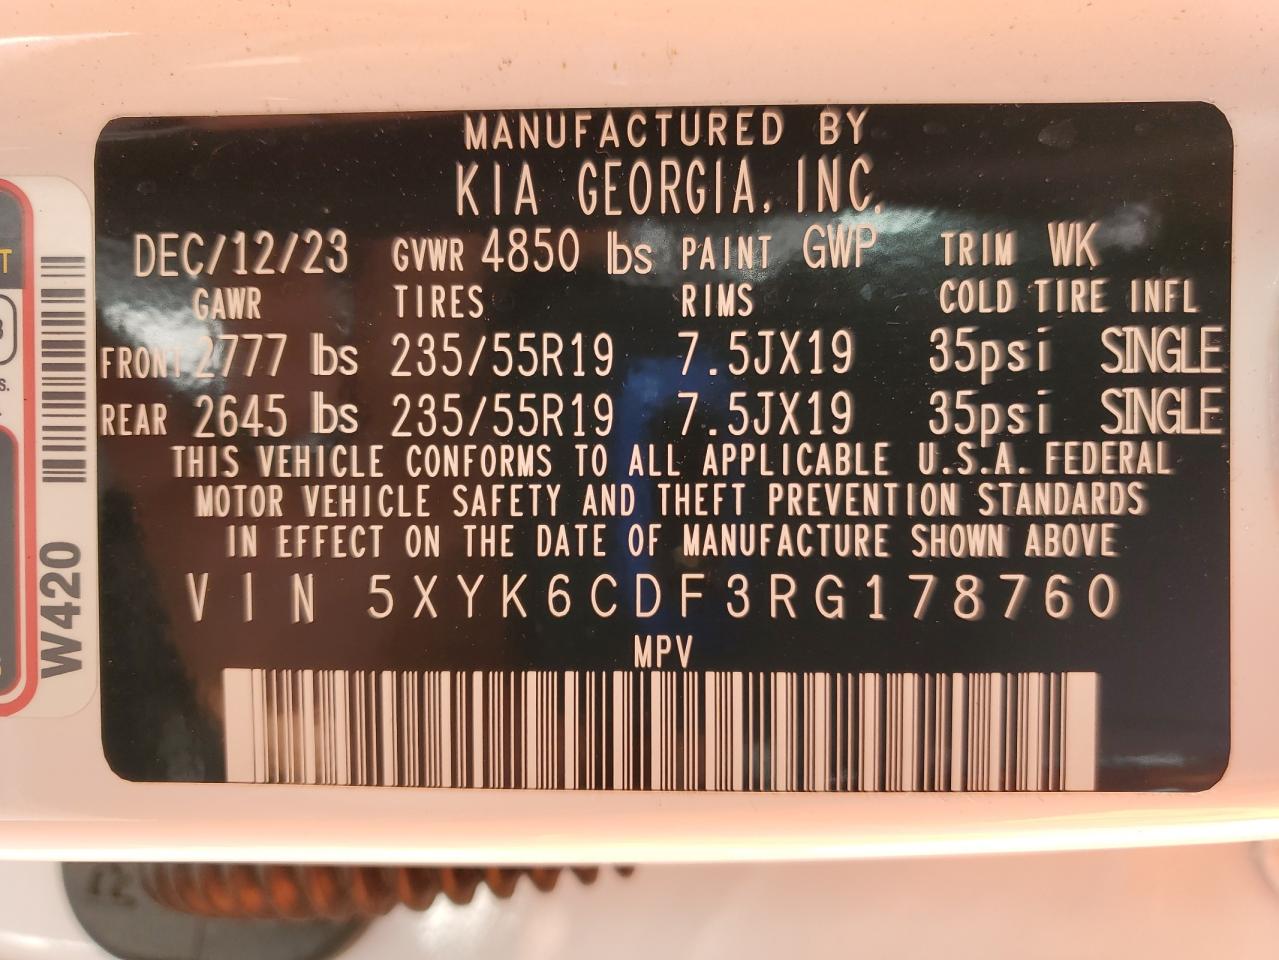 MANUFACTURED BY
KIA GEORGIA, INC.
DEC/12/23 GVWR 4850 lbs PAINT GWP TRIM WK
GAWR TIRES RIMS COLD TIRE INFL
FRONT 2777 lbs 235/55R19 7.5JX19 35psi SINGLE
REAR 2645 lbs 235/55R19 7.5JX19 35psi SINGLE
THIS VEHICLE CONFORMS TO ALL APPLICABLE U.S.A. FEDERAL
MOTOR VEHICLE SAFETY AND THEFT PREVENTION STANDARDS
IN EFFECT ON THE DATE OF MANUFACTURE SHOWN ABOVE
VIN 5XYK6CDF3RG178760
MPV
W420